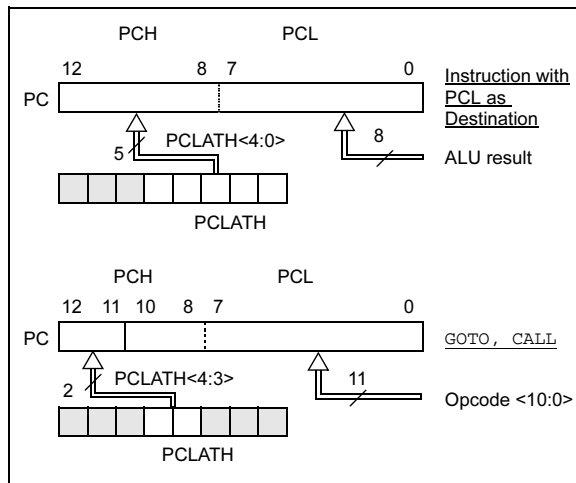 PCH PCL
12 8 7 0
PC
Instruction with
PCL as
Destination
5 PCLATH<4:0> 8
ALU result
PCLATH
PCH PCL
12 11 10 8 7 0
PC GOTO, CALL
2 PCLATH<4:3> 11
Opcode <10:0>
PCLATH